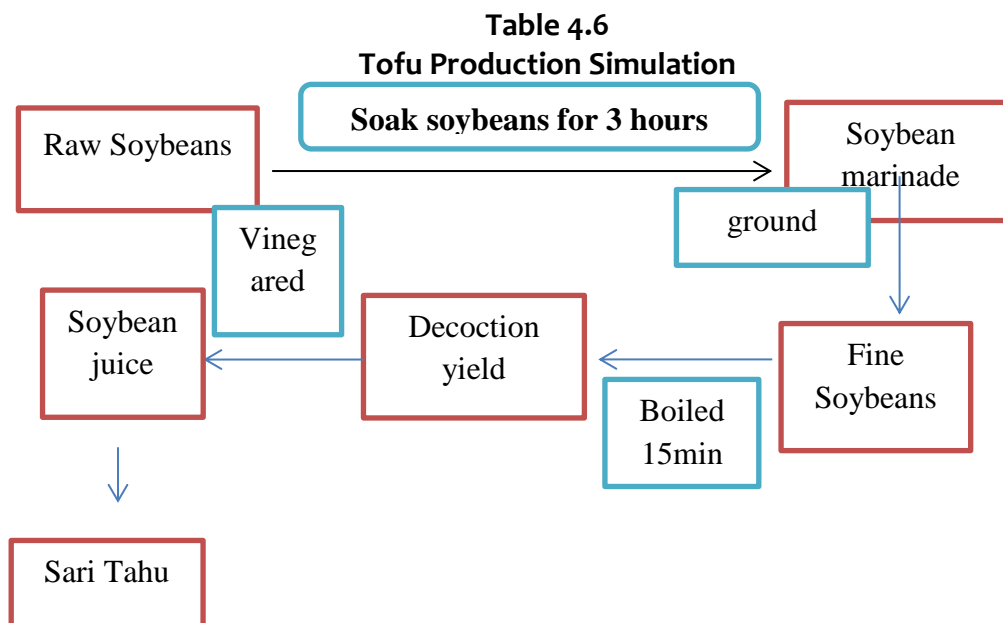 Table 4.6
Tofu Production Simulation
Soak soybeans for 3 hours
Raw Soybeans
Soybean
marinade
ground
Vineg
ared
Soybean
juice
Decoction
yield
Fine
Soybeans
Boiled
15min
Sari Tahu